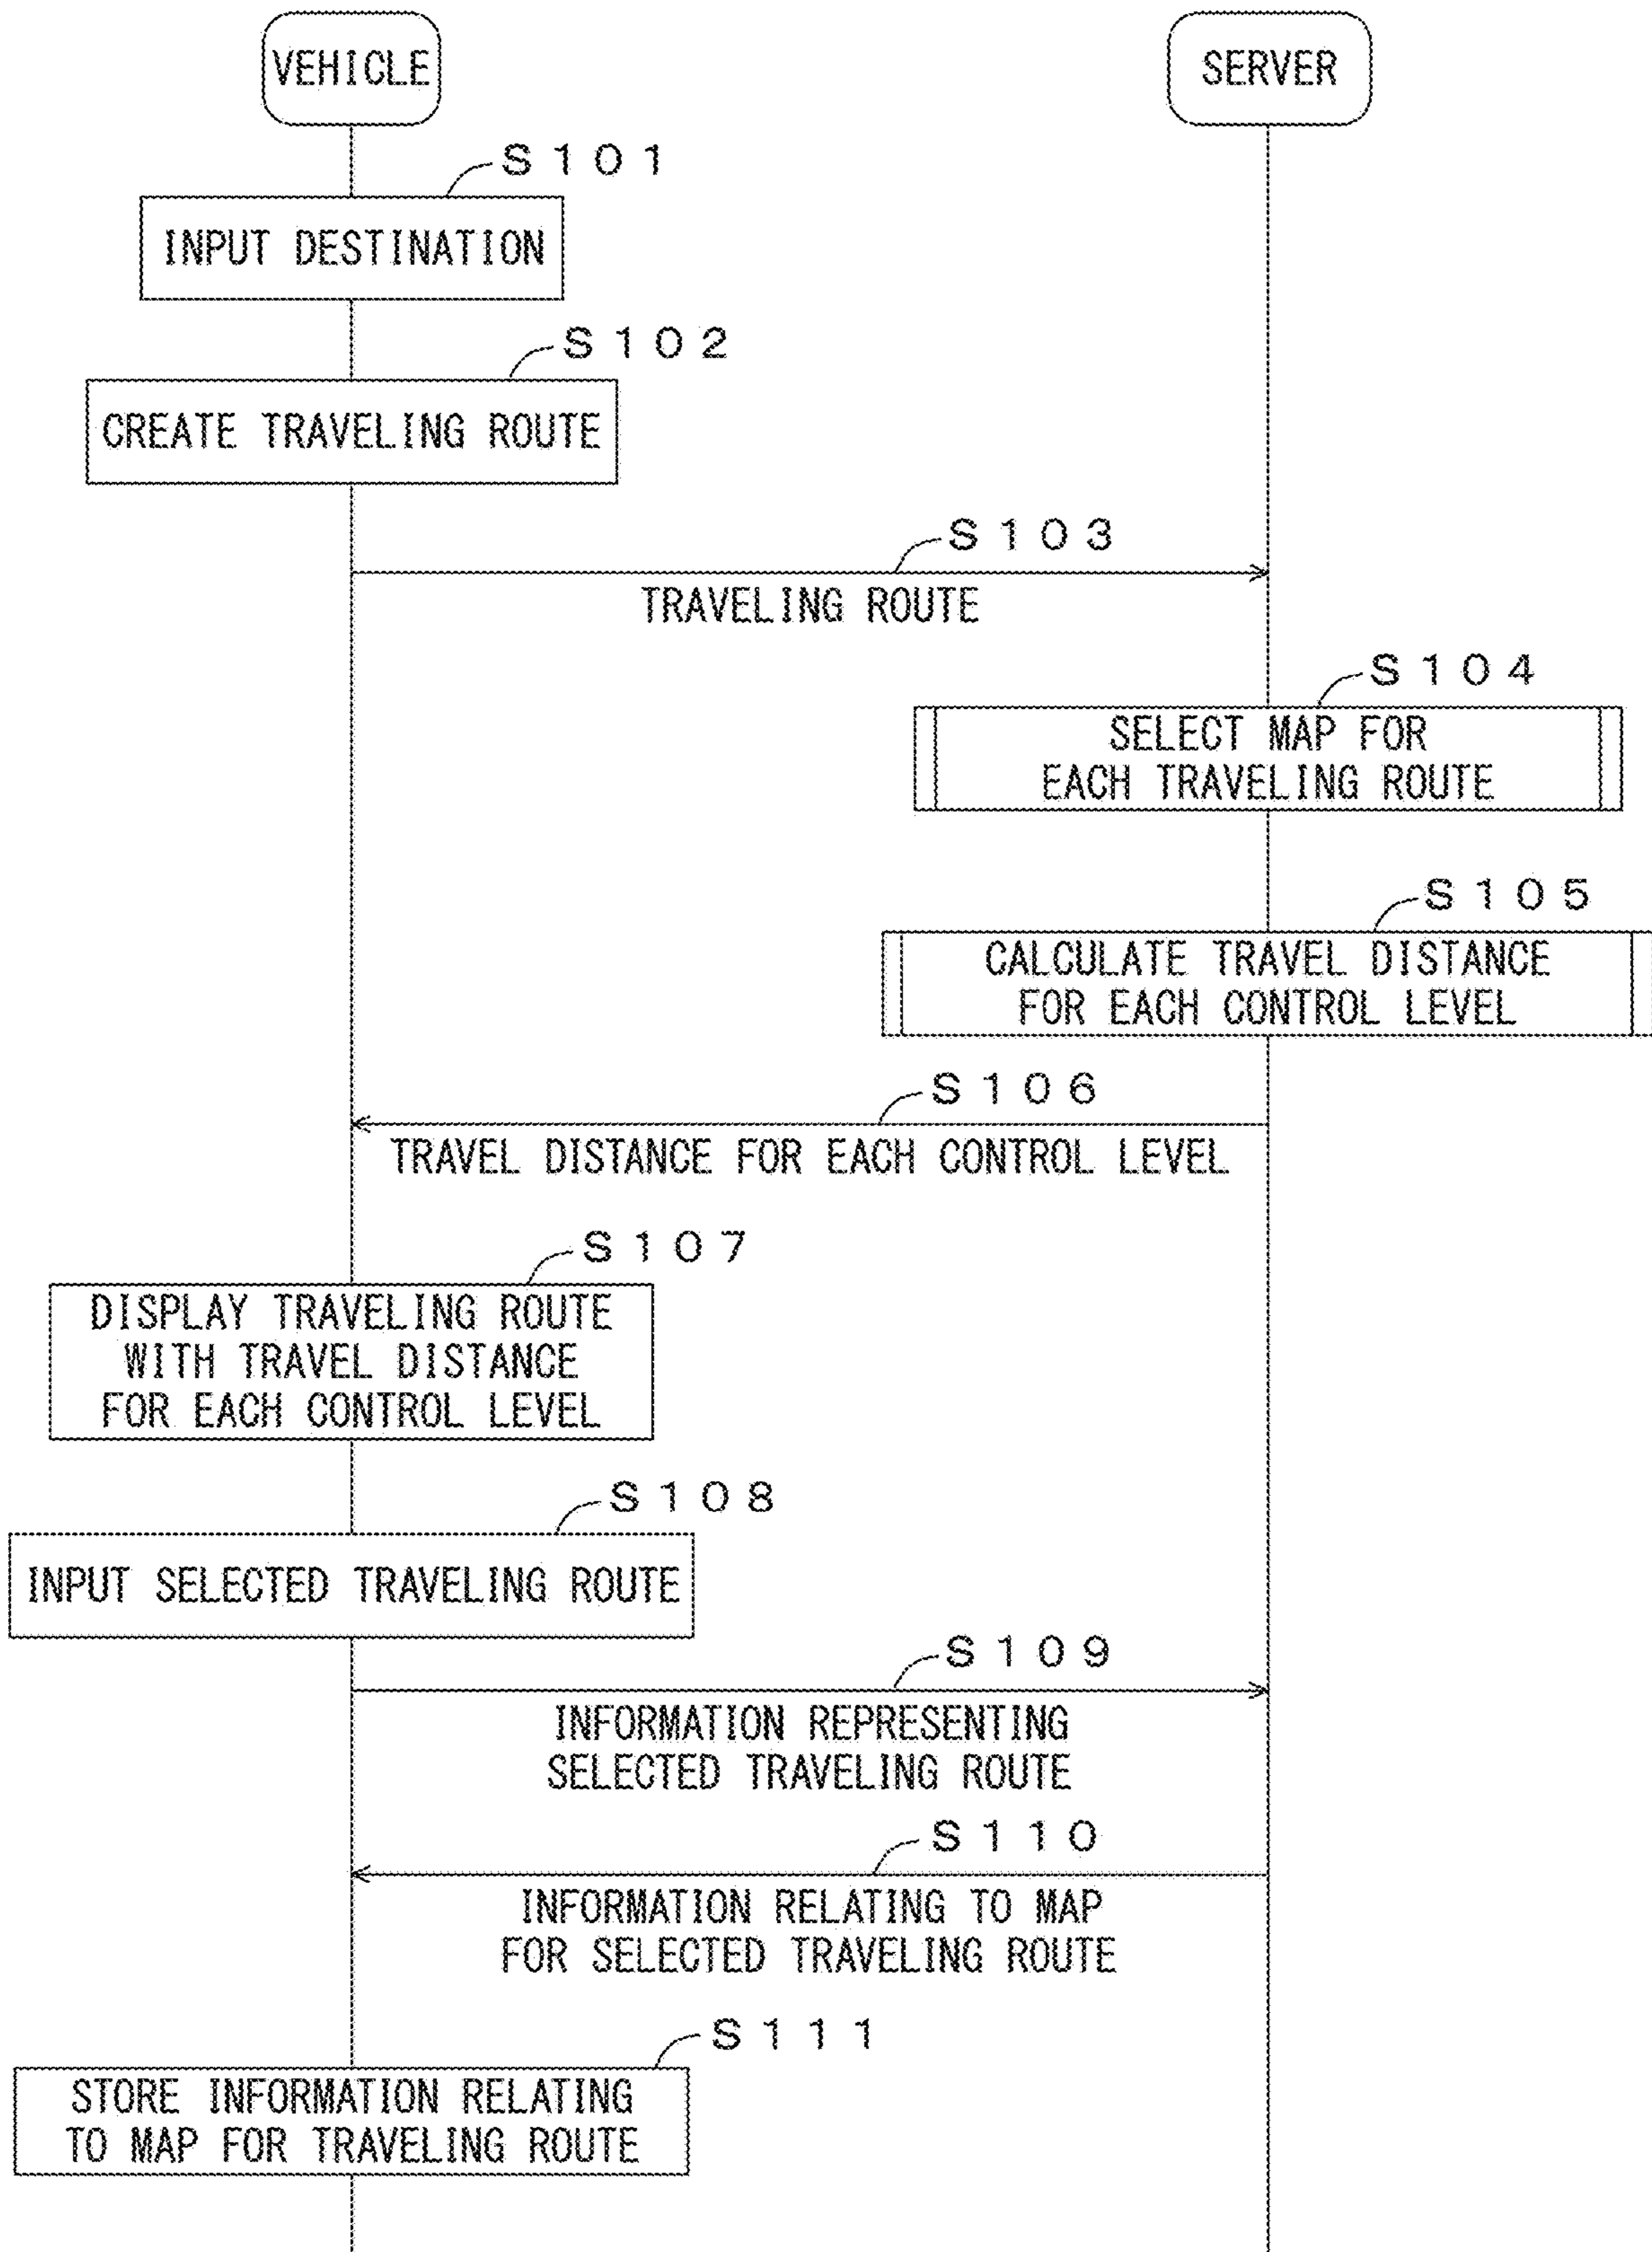 VEHICLE
SERVER
S101
INPUT DESTINATION
S102
CREATE TRAVELING ROUTE
S103
TRAVELING ROUTE
S104
SELECT MAP FOR
EACH TRAVELING ROUTE
S105
CALCULATE TRAVEL DISTANCE
FOR EACH CONTROL LEVEL
S106
TRAVEL DISTANCE FOR EACH CONTROL LEVEL
S107
DISPLAY TRAVELING ROUTE
WITH TRAVEL DISTANCE
FOR EACH CONTROL LEVEL
S108
INPUT SELECTED TRAVELING ROUTE
S109
INFORMATION REPRESENTING
SELECTED TRAVELING ROUTE
S110
INFORMATION RELATING TO MAP
FOR SELECTED TRAVELING ROUTE
S111
STORE INFORMATION RELATING
TO MAP FOR TRAVELING ROUTE